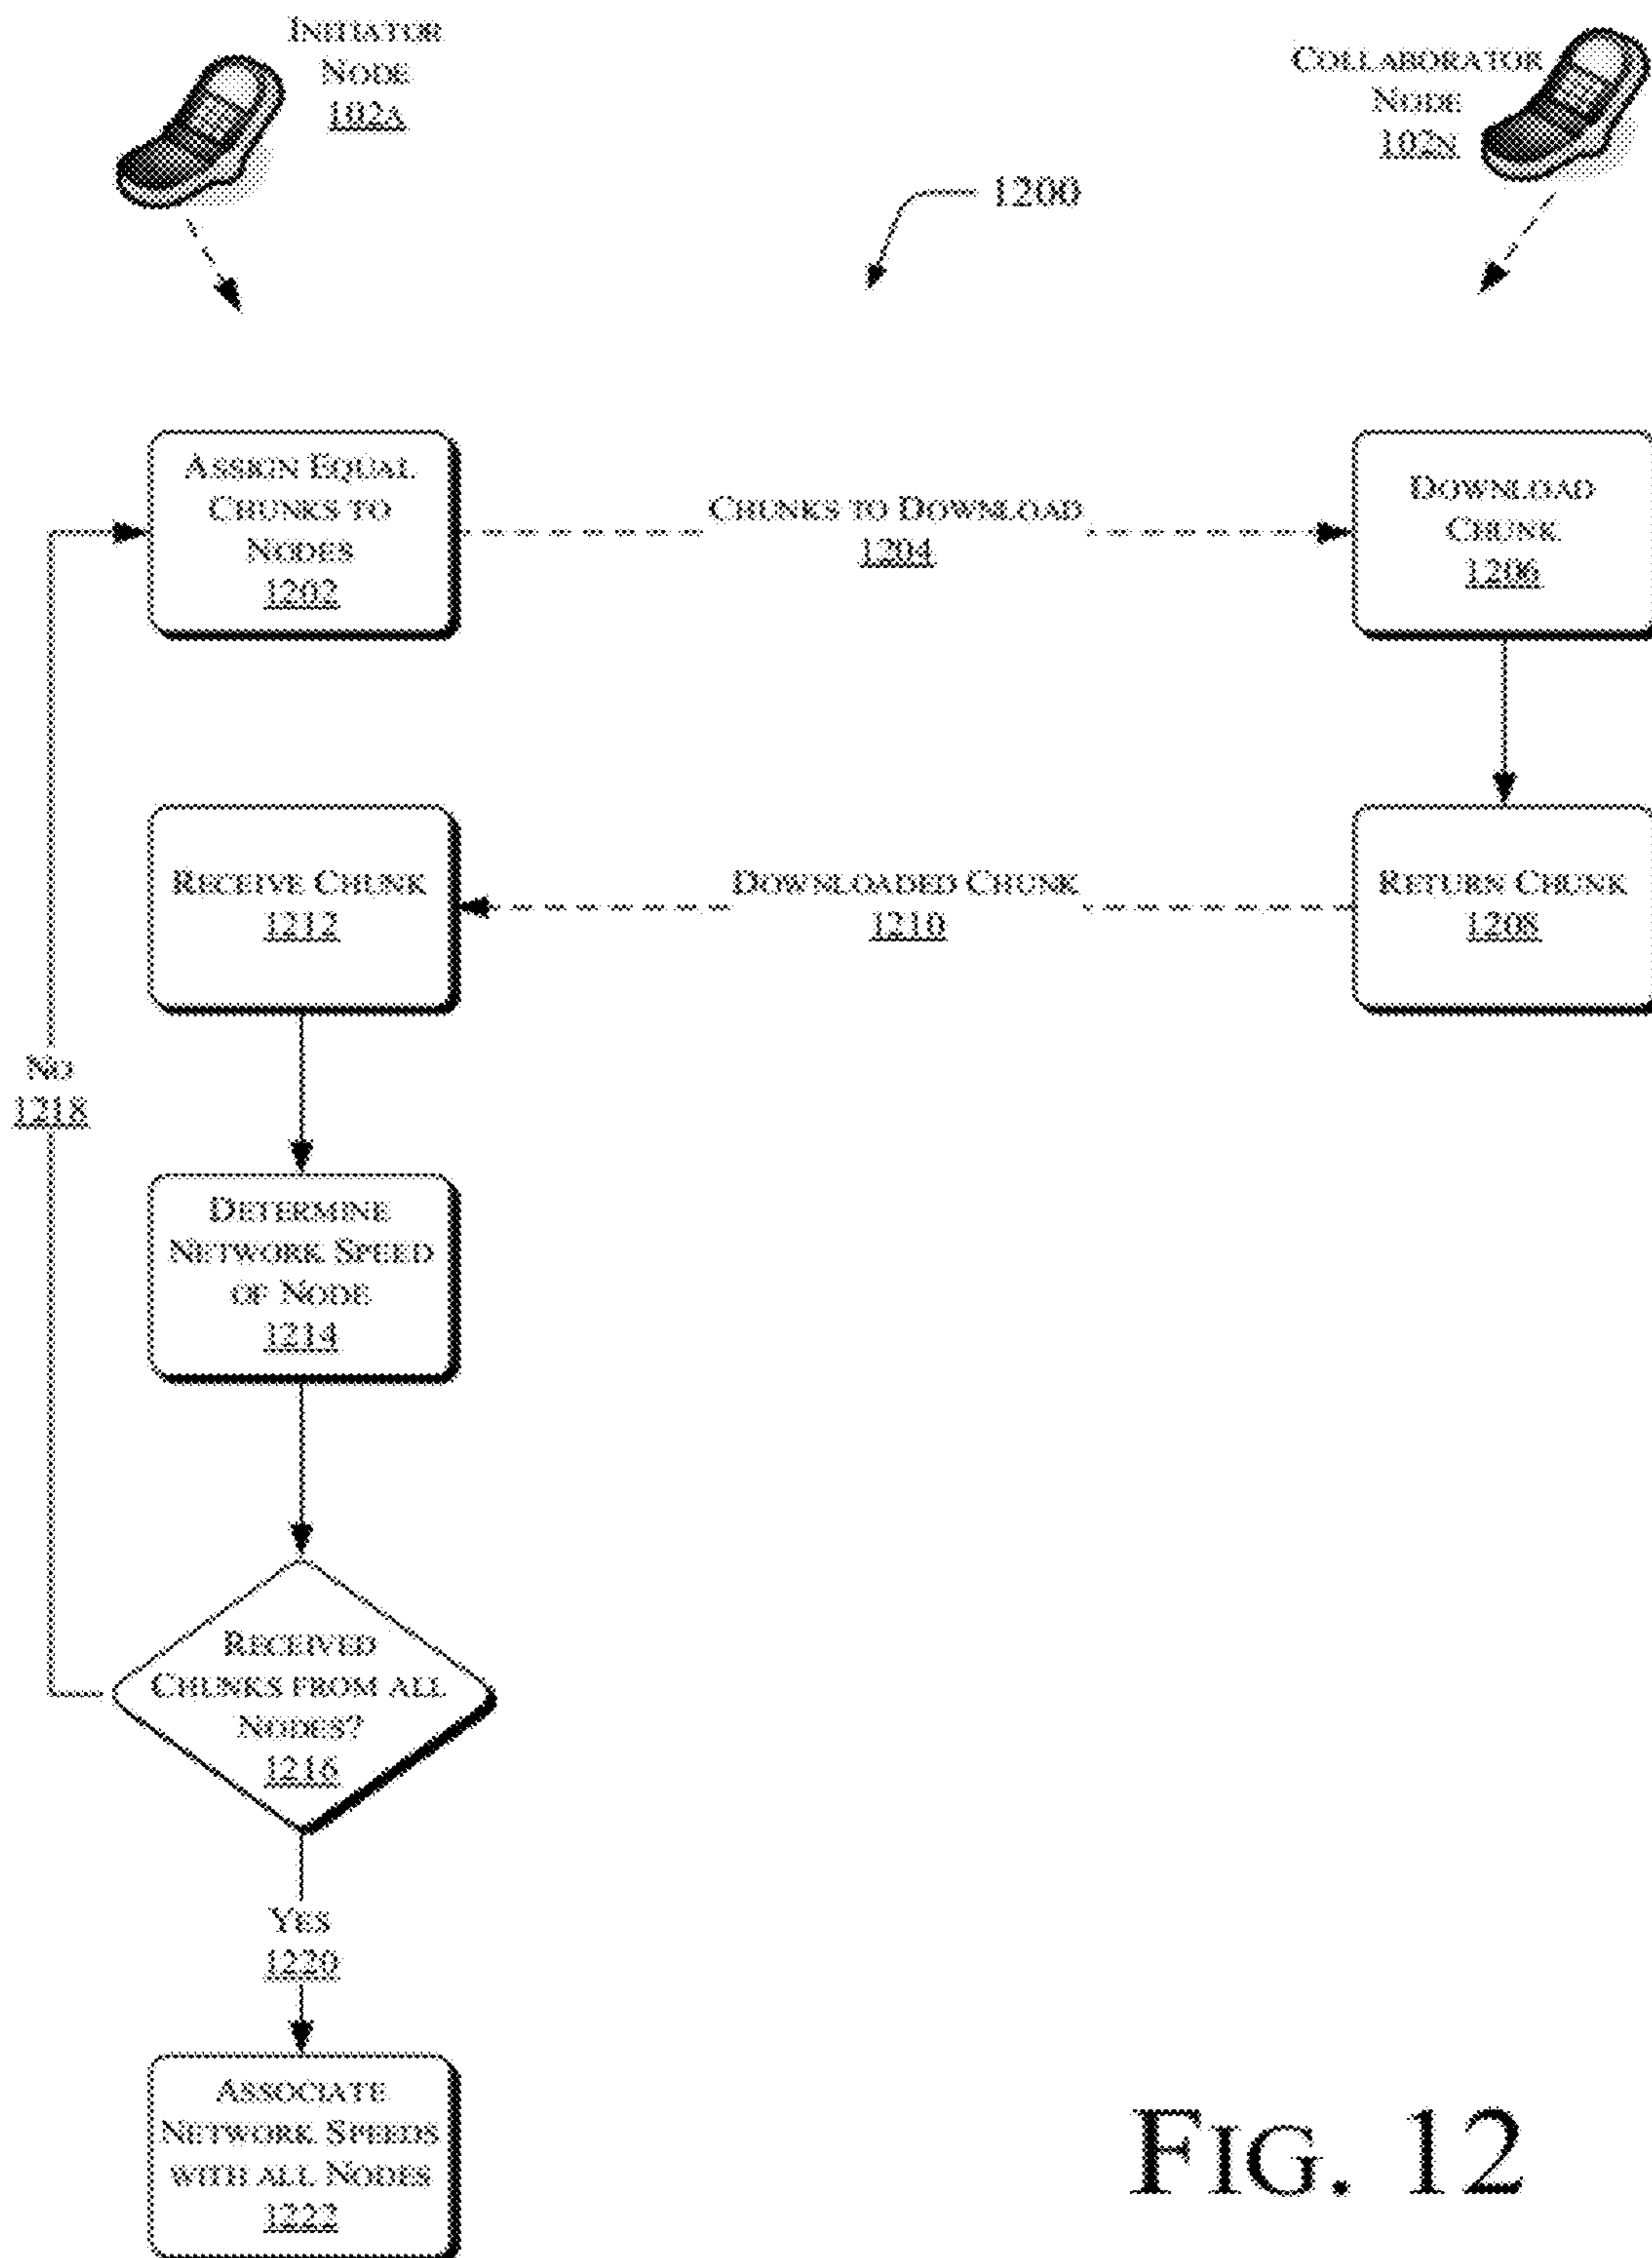 INITIATOR
NODE
102A
COLLABORATOR
NODE
102N
1200
ASSIGN EQUAL
CHUNKS TO
NODES
1202
CHUNKS TO DOWNLOAD
1204
DOWNLOAD
CHUNK
1206
RECEIVE CHUNK
1212
DOWNLOADED CHUNK
1210
RETURN CHUNK
1208
NO
1218
DETERMINE
NETWORK SPEED
OF NODE
1214
RECEIVED
CHUNKS FROM ALL
NODES?
1216
YES
1220
ASSOCIATE
NETWORK SPEEDS
WITH ALL NODES
1222
FIG. 12